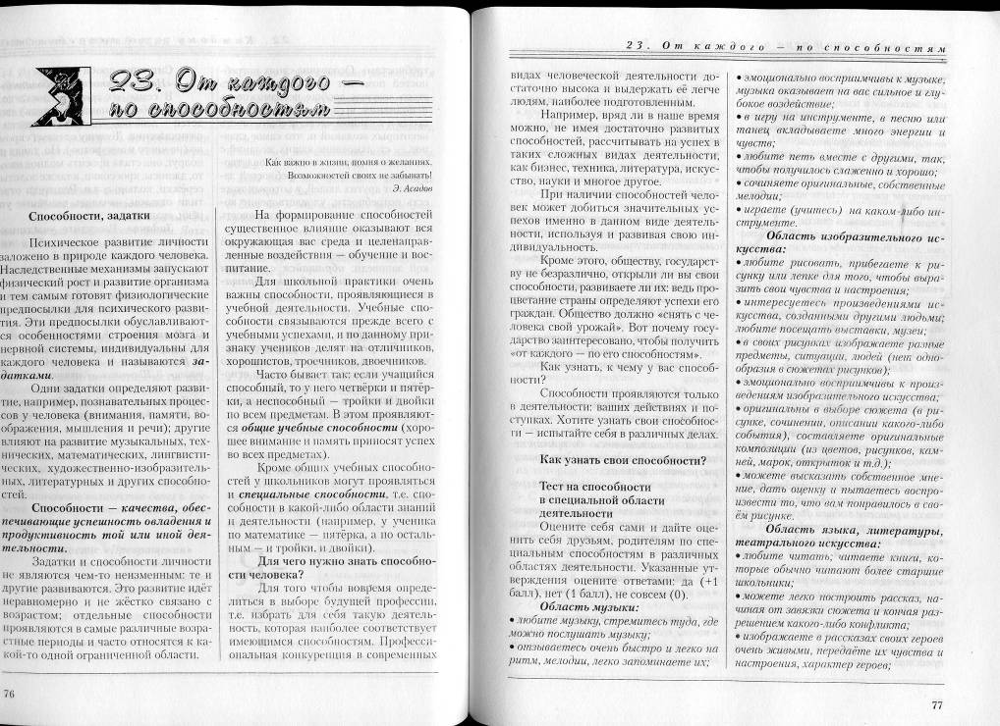 23. От каждого —
по способностям
Как важно в жизни, помня о желаниях,
Возможностей своих не забывать!
Э. Асадов
Способности, задатки
Психическое развитие личности
заложено в природе каждого человека.
Наследственные механизмы запускают
физический рост и развитие организма
и тем самым готовят физиологические
предпосылки для психического разви-
тия. Эти предпосылки обуславливают-
ся особенностями строения мозга и
нервной системы, индивидуальны для
каждого человека и называются за-
датками.
Одни задатки определяют разви-
тие, например, познавательных процес-
сов у человека (внимания, памяти, во-
ображения, мышления и речи); другие
влияют на развитие музыкальных, тех-
нических, математических, лингвисти-
ческих, художественно-изобразитель-
ных, литературных и других способно-
стей.
Способности — качества, обес-
печивающие успешность овладения и
продуктивность той или иной дея-
тельности.
Задатки и способности личности
не являются чем-то неизменным: те и
другие развиваются. Это развитие идёт
неравномерно и не жёстко связано с
возрастом; отдельные способности
проявляются в самые различные возра-
стные периоды и часто относятся к ка-
кой-то одной ограниченной области.
На формирование способностей
существенное влияние оказывают вся
окружающая вас среда и целенаправ-
ленные воздействия – обучение и вос-
питание.
Для школьной практики очень
важны способности, проявляющиеся в
учебной деятельности. Учебные спо-
собности связываются прежде всего с
учебными успехами, и по данному при-
знаку учеников делят на отличников,
хорошистов, троечников, двоечников.
Часто бывает так: если учащийся
способный, то у него четвёрки и пятёр-
ки, а неспособный – тройки и двойки
по всем предметам. В этом проявляют-
ся общие учебные способности (хоро-
шее внимание и память приносят успех
во всех предметах).
Кроме общих учебных способно-
стей у школьников могут проявляться
и специальные способности, т.е. спо-
собности в какой-либо области знаний
и деятельности (например, у ученика
по математике — пятёрка, а по осталь-
ным — и тройки, и двойки).
Для чего нужно знать способно-
сти человека?
Для того чтобы вовремя опреде-
литься в выборе будущей профессии,
т.е. избрать для себя такую деятель-
ность, которая наиболее соответствует
имеющимся способностям. Професси-
ональная конкуренция в современных
76
23. От каждого — по способностям
видах человеческой деятельности до-
статочно высока и выдержать её легче
людям, наиболее подготовленным.
Например, вряд ли в наше время
можно, не имея достаточно развитых
способностей, рассчитывать на успех в
таких сложных видах деятельности,
как бизнес, техника, литература, искус-
ство, науки и многое другое.
При наличии способностей чело-
век может добиться значительных ус-
пехов именно в данном виде деятель-
ности, используя и развивая свою ин-
дивидуальность.
Кроме этого, обществу, государст-
ву не безразлично, открыли ли вы свои
способности, развиваете ли их: ведь про-
цветание страны определяют успехи его
граждан. Общество должно «снять с че-
ловека свой урожай». Вот почему госу-
дарство заинтересовано, чтобы получить
«от каждого — по его способностям».
Как узнать, к чему у вас способ-
ности?
Способности проявляются только
в деятельности: ваших действиях и по-
ступках. Хотите узнать свои способнос-
ти — испытайте себя в различных делах.
Как узнать свои способности?
Тест на способности
в специальной области
деятельности
Оцените себя сами и дайте оце-
нить себя друзьям, родителям по спе-
циальным способностям в различных
областях деятельности. Указанные ут-
верждения оцените ответами: да (+1
балл), нет (1 балл), не совсем (0).
Область музыки:
• любите музыку, стремитесь туда, где
можно послушать музыку;
• отзываетесь очень быстро и легко на
ритм, мелодии, легко запоминаете их;
• эмоционально восприимчивы к музыке,
музыка оказывает на вас сильное и глу-
бокое воздействие;
• в игру на инструменте, в песню или
танец вкладываете много энергии и
чувств;
• любите петь вместе с другими, так,
чтобы получилось слаженно и хорошо;
• сочиняете оригинальные, собственные
мелодии;
• играете (учитесь) на каком-либо ин-
струменте.
Область изобразительного ис-
кусства:
• любите рисовать, прибегаете к ри-
сунку или лепке для того, чтобы выра-
зить свои чувства и настроения;
• интересуетесь произведениями ис-
кусства, созданными другими людьми;
любите посещать выставки, музеи;
• в своих рисунках изображаете разные
предметы, ситуации, людей (нет одно-
образия в сюжетах рисунков);
• эмоционально восприимчивы к произ-
ведениям изобразительного искусства;
• оригинальны в выборе сюжета (в ри-
сунке, сочинении, описании какого-либо
события), составляете оригинальные
композиции (из цветов, рисунков, кам-
ней, марок, открыток и т.д.);
• можете высказать собственное мне-
ние, дать оценку и пытаетесь воспро-
извести то, что вам понравилось в сво-
ём рисунке.
Область языка, литературы,
театрального искусства:
• любите читать; читаете книги, ко-
торые обычно читают более старшие
школьники;
• можете легко построить рассказ, на-
чиная от завязки сюжета и кончая раз-
решением какого-либо конфликта;
• изображаете в рассказах своих героев
очень живыми, передаёте их чувства и
настроения, характер героев;
77